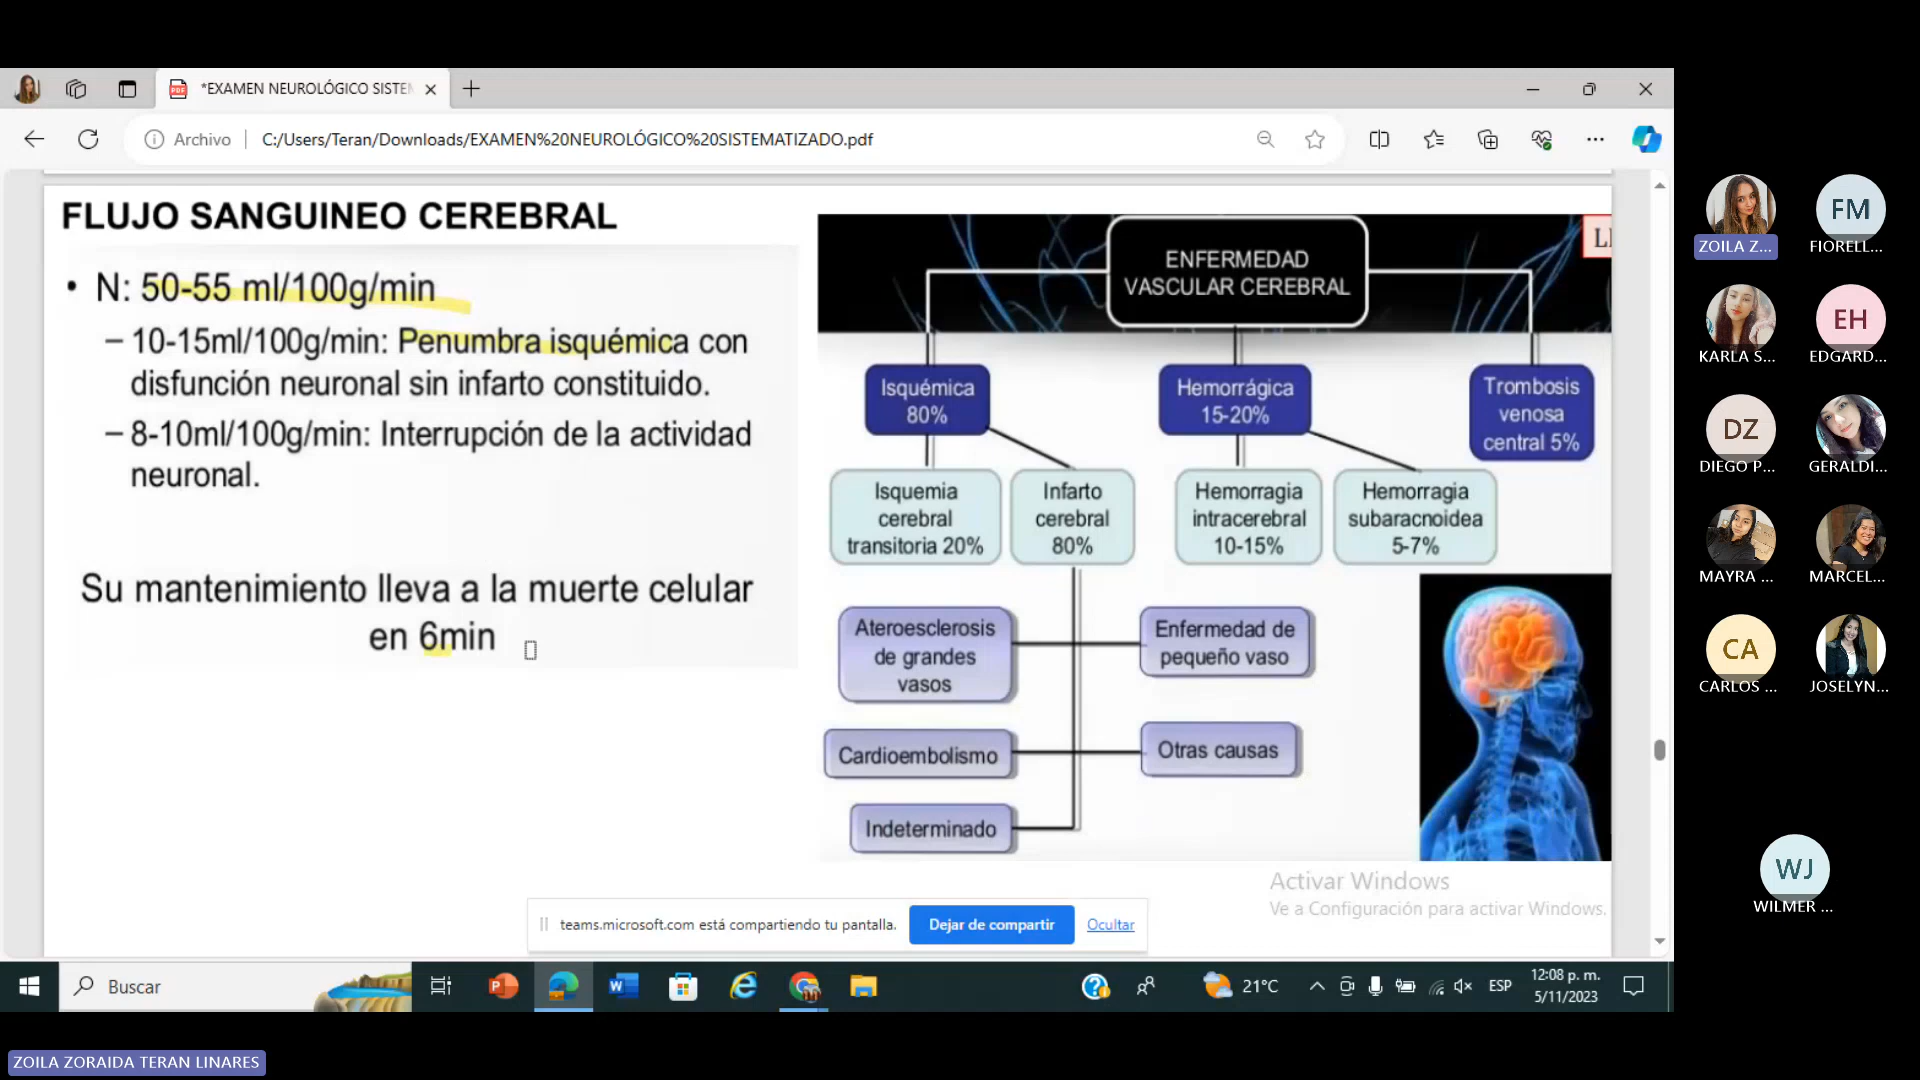 *EXAMEN NEUROLÓGICO SISTEM
Archivo
C:/Users/Teran/Downloads/EXAMEN%20NEUROLÓGICO%20SISTEMATIZADO.pdf
FLUJO SANGUINEO CEREBRAL
• N: 50-55 ml/100g/min
– 10-15ml/100g/min: Penumbra isquémica con
disfunción neuronal sin infarto constituido.
– 8-10ml/100g/min: Interrupción de la actividad
neuronal.
Su mantenimiento lleva a la muerte celular
en 6min
ENFERMEDAD
VASCULAR CEREBRAL
Isquémica
80%
Hemorrágica
15-20%
Trombosis
venosa
central 5%
Isquemia
cerebral
transitoria 20%
Infarto
cerebral
80%
Hemorragia
intracerebral
10-15%
Hemorragia
subaracnoidea
5-7%
Ateroesclerosis
de grandes
vasos
Enfermedad de
pequeño vaso
Cardioembolismo
Otras causas
Indeterminado
Activar Windows
Ve a Configuración para activar Windows.
teams.microsoft.com está compartiendo tu pantalla.
Dejar de compartir
Ocultar
Buscar
21°C
ESP
12:08 p. m.
5/11/2023
ZOILA Z...
FM
FIORELL...
KARLA S...
EH
EDGARD...
DZ
DIEGO P...
GERALDI...
MAYRA ...
MARCEL...
CA
CARLOS ...
JOSELYN...
WJ
WILMER ...
ZOILA ZORAIDA TERAN LINARES